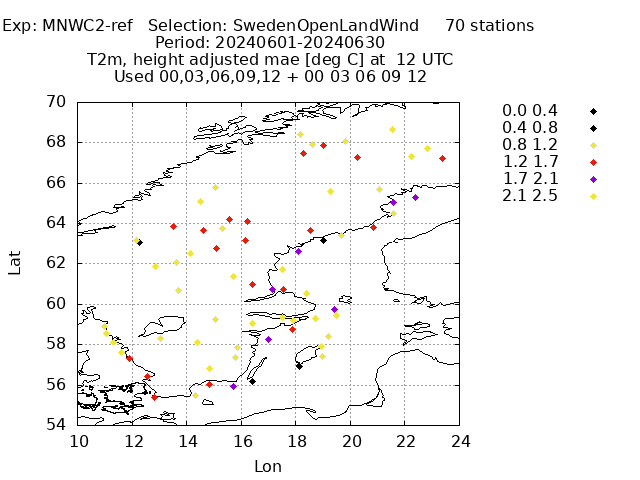 Exp: MNWC2-ref Selection: SwedenOpenLandWind 70 stations
Period: 20240601-20240630
T2m, height adjusted mae [deg C] at 12 UTC
Used 00,03,06,09,12 + 00 03 06 09 12
70
68
66
64
62
60
58
56
54
Lat
10 12 14 16 18 20 22 24
Lon
0.0 0.4
0.4 0.8
0.8 1.2
1.2 1.7
1.7 2.1
2.1 2.5